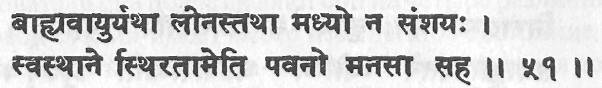 बाह्यवायुर्यथा लीनस्तथा मध्यो न संशयः ।
स्वस्थाने स्थिरतामेति पवनो मनसा सह ।। ५१ ।।